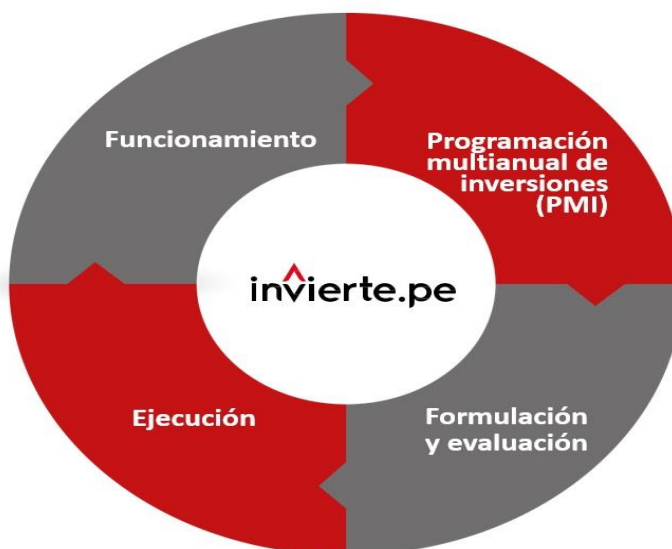 Funcionamiento
Programación
multianual de
inversiones
(PMI)
invierte.pe
Ejecución
Formulación
y evaluación